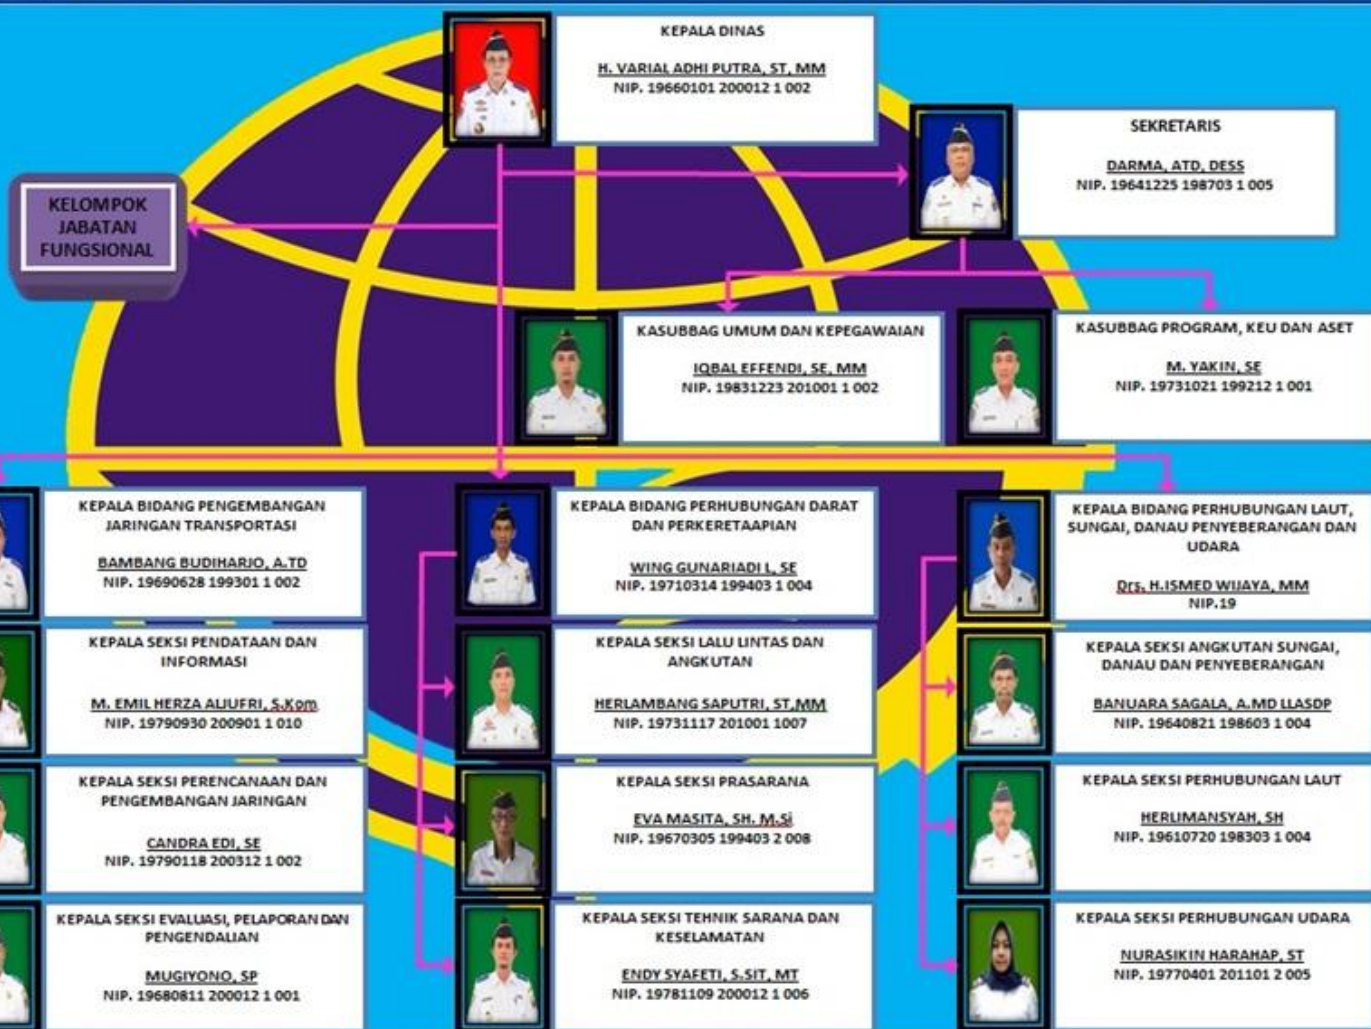 KEPALA DINAS
H. VARIAL ADHI PUTRA, ST, MM
NIP. 19660101 200012 1 002
SEKRETARIS
DARMA, ATD, DESS
NIP. 19641225 198703 1 005
KELOMPOK
JABATAN
FUNGSIONAL
KASUBBAG UMUM DAN KEPEGAWAIAN
IQBAL EFFENDI, SE, MM
NIP. 19831223 201001 1 002
KASUBBAG PROGRAM, KEU DAN ASET
M. YAKIN, SE
NIP. 19731021 199212 1 001
KEPALA BIDANG PENGEMBANGAN
JARINGAN TRANSPORTASI
BAMBANG BUDIHARJO, A.TD
NIP. 19690628 199301 1 002
KEPALA SEKSI PENDATAAN DAN
INFORMASI
M. EMIL HERZA ALJUFRI, S.Kom
NIP. 19790930 200901 1 010
KEPALA SEKSI PERENCANAAN DAN
PENGEMBANGAN JARINGAN
CANDRA EDI, SE
NIP. 19790118 200312 1 002
KEPALA SEKSI EVALUASI, PELAPORAN DAN
PENGENDALIAN
MUGIYONO, SP
NIP. 19680811 200012 1 001
KEPALA BIDANG PERHUBUNGAN DARAT
DAN PERKERETAAPIAN
WING GUNARIADI L, SE
NIP. 19710314 199403 1 004
KEPALA SEKSI LALU LINTAS DAN
ANGKUTAN
HERLAMBANG SAPUTRI, ST,MM
NIP. 19731117 201001 1007
KEPALA SEKSI PRASARANA
EVA MASITA, SH. M.Si
NIP. 19670305 199403 2 008
KEPALA SEKSI TEHNIK SARANA DAN
KESELAMATAN
ENDY SYAFETI, S.SIT, MT
NIP. 19781109 200012 1 006
KEPALA BIDANG PERHUBUNGAN LAUT,
SUNGAI, DANAU PENYEBERANGAN DAN
UDARA
Drs. H.ISMED WIJAYA, MM
NIP.19
KEPALA SEKSI ANGKUTAN SUNGAI,
DANAU DAN PENYEBERANGAN
BANUARA SAGALA, A.MD LLASDP
NIP. 19640821 198603 1 004
KEPALA SEKSI PERHUBUNGAN LAUT
HERLIMANSYAH, SH
NIP. 19610720 198303 1 004
KEPALA SEKSI PERHUBUNGAN UDARA
NURASIKIN HARAHAP, ST
NIP. 19770401 201101 2 005